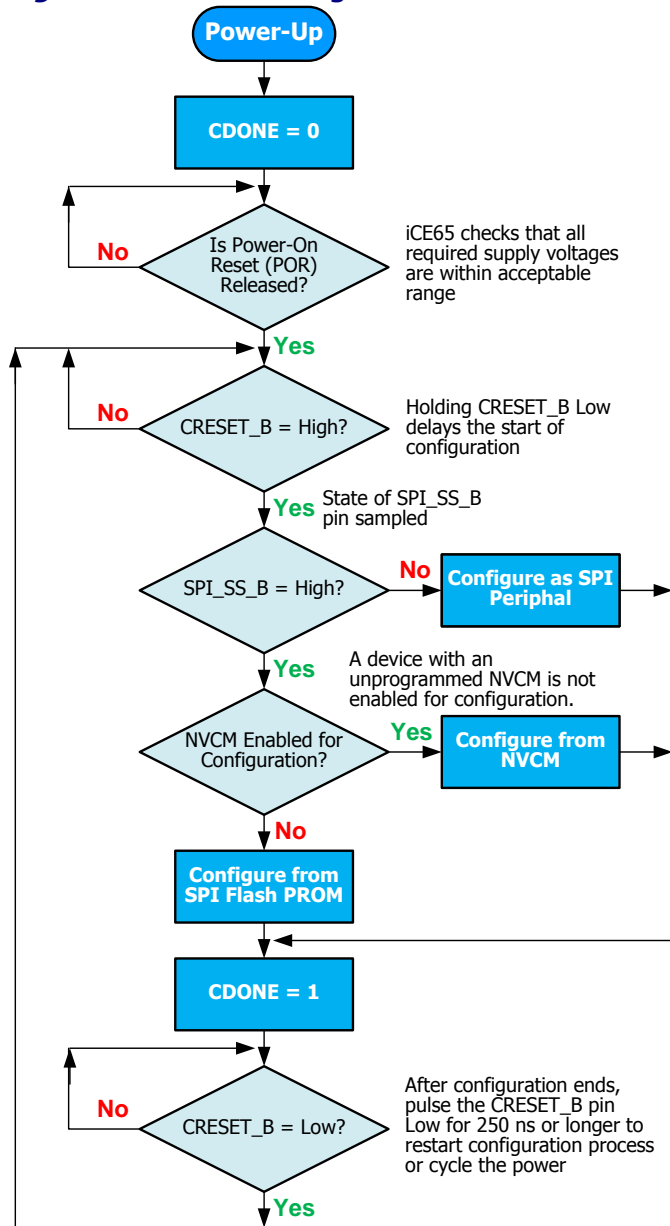 Power-Up
CDONE = 0
No
Is Power-On
Reset (POR)
Released?
iCE65 checks that all
required supply voltages
are within acceptable
range
Yes
No
CRESET_B = High?
Holding CRESET_B Low
delays the start of
configuration
Yes
State of SPI_SS_B
pin sampled
SPI_SS_B = High?
No
Configure as SPI
Periphal
Yes
A device with an
unprogrammed NVCM is not
enabled for configuration.
NVCM Enabled for
Configuration?
Yes
Configure from
NVCM
No
Configure from
SPI Flash PROM
CDONE = 1
No
CRESET_B = Low?
After configuration ends,
pulse the CRESET_B pin
Low for 250 ns or longer to
restart configuration process
or cycle the power
Yes